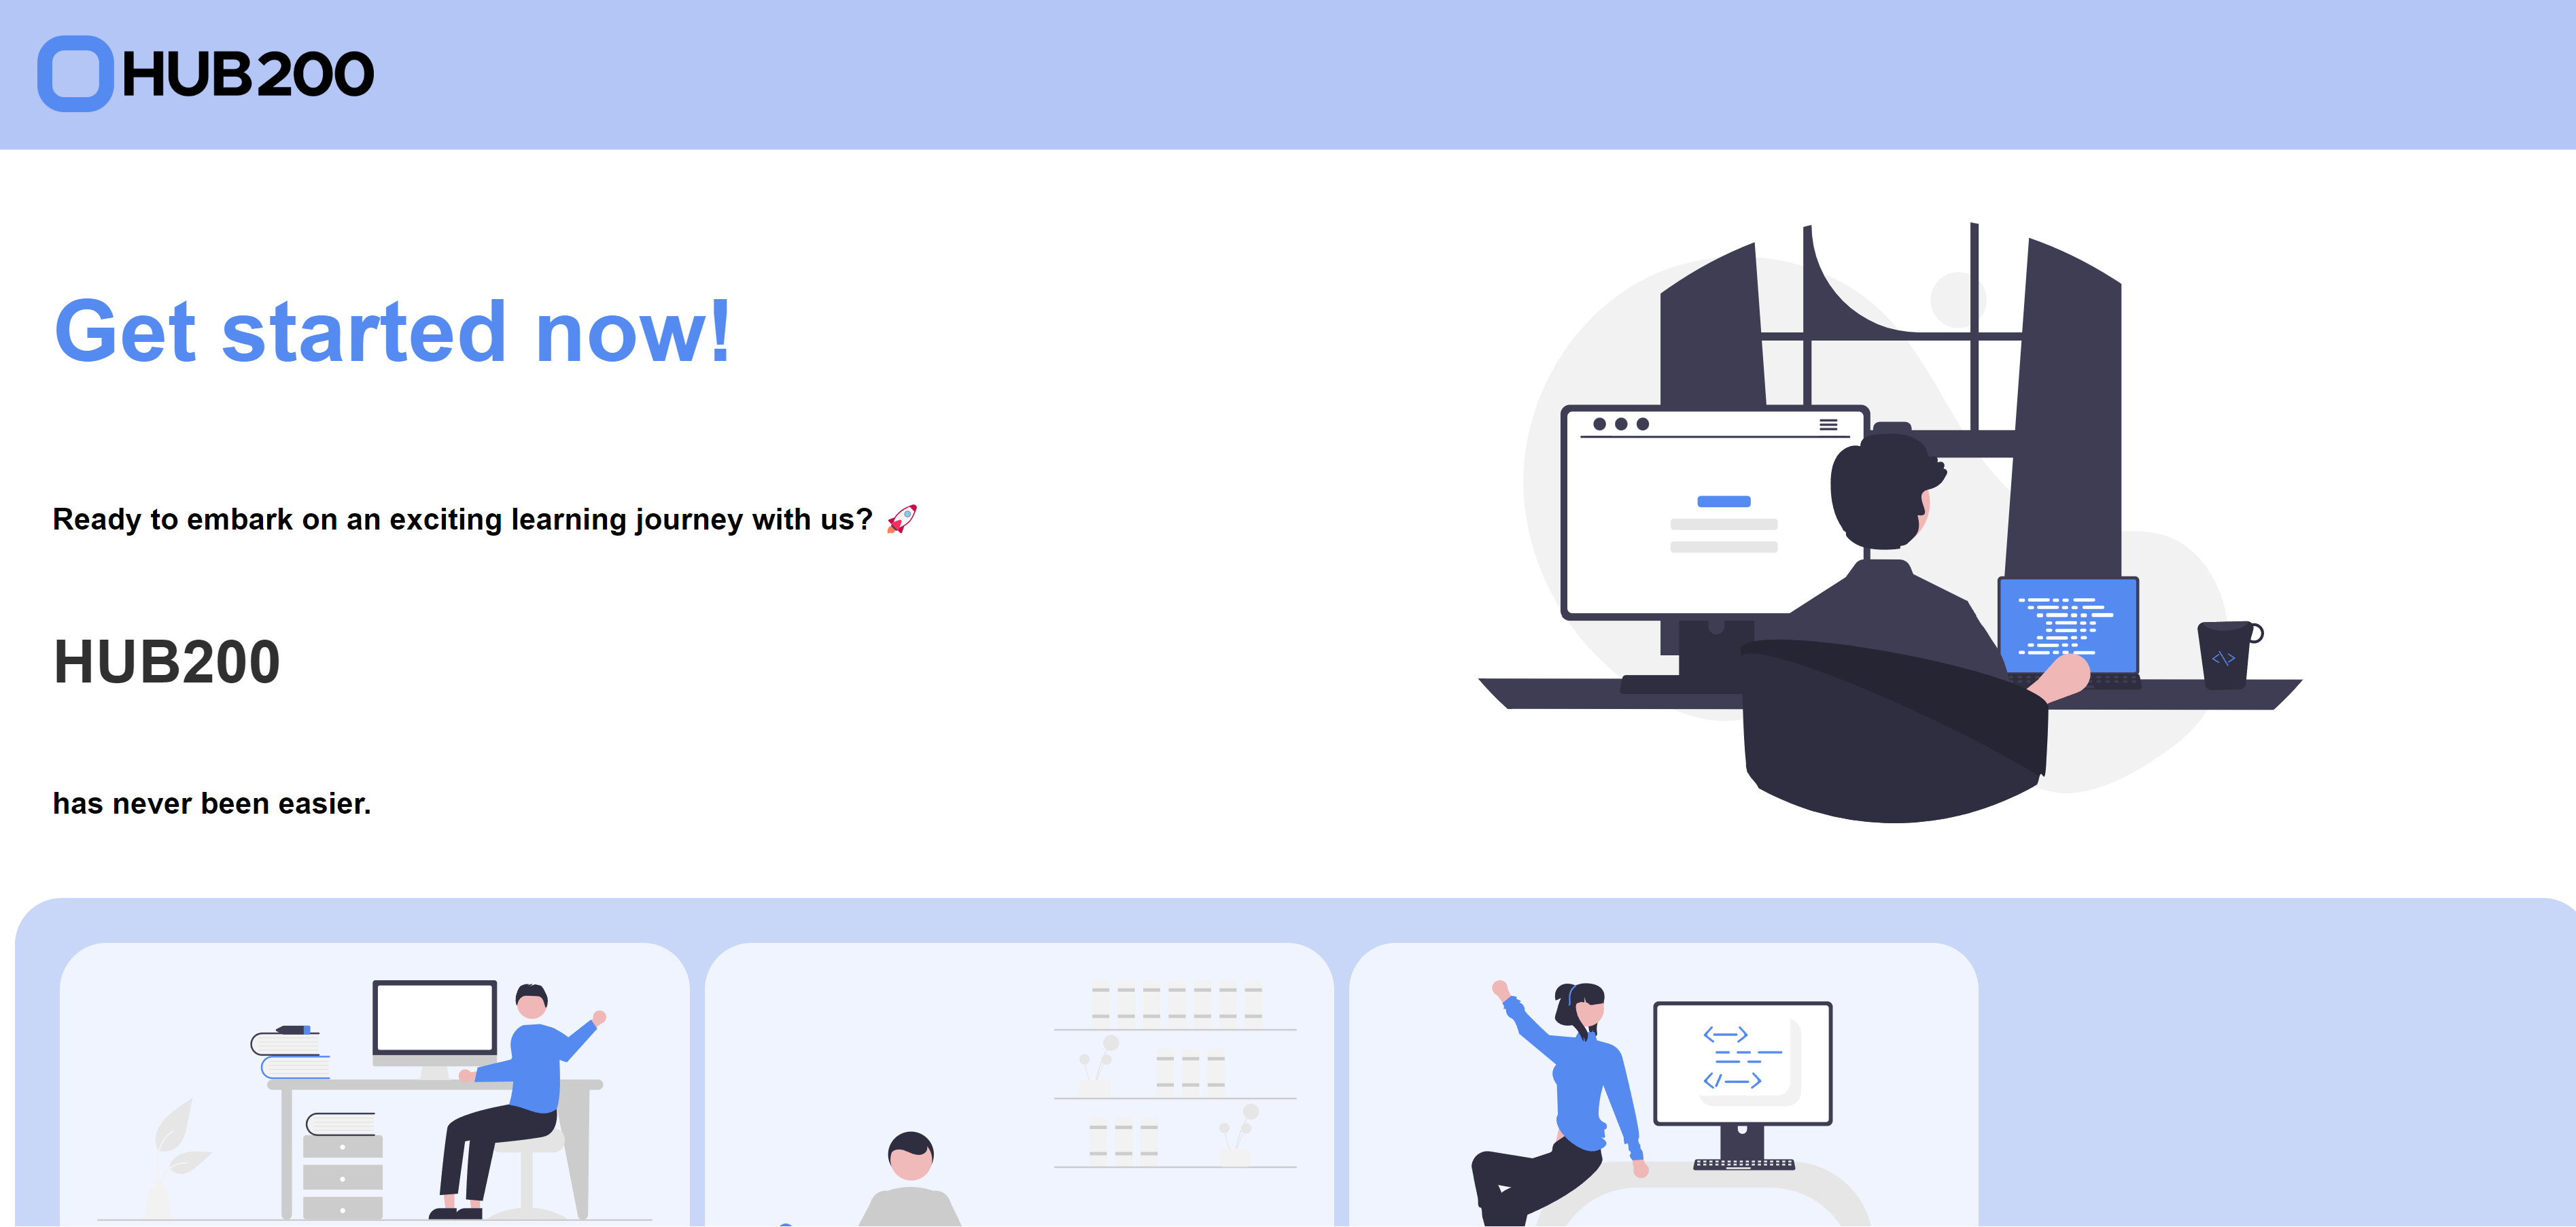 HUB200
Get started now!
Ready to embark on an exciting learning journey with us? 🚀
HUB200
has never been easier.